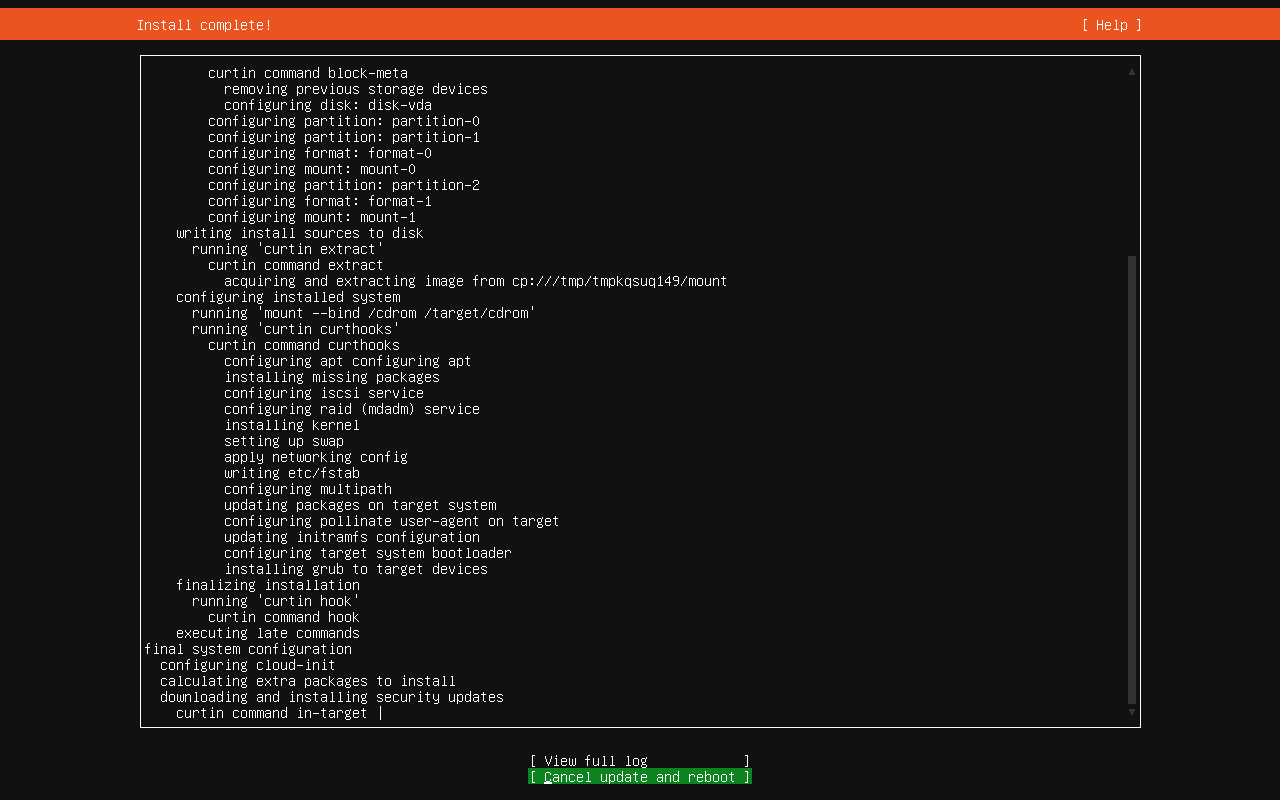 Install complete!
[ Help ]
curtin command block-meta
removing previous storage devices
configuring disk: disk-vda
configuring partition: partition-0
configuring partition: partition-1
configuring format: format-0
configuring mount: mount-0
configuring partition: partition-2
configuring format: format-1
configuring mount: mount-1
writing install sources to disk
running 'curtin extract'
curtin command extract
acquiring and extracting image from cp:///tmp/tmpkqsuq149/mount
configuring installed system
running 'mount --bind /cdrom /target/cdrom'
running 'curtin curthooks'
curtin command curthooks
configuring apt configuring apt
installing missing packages
configuring iscsi service
configuring raid (mdadm) service
installing kernel
setting up swap
apply networking config
writing etc/fstab
configuring multipath
updating packages on target system
configuring pollinate user-agent on target
updating initramfs configuration
configuring target system bootloader
installing grub to target devices
finalizing installation
running 'curtin hook'
curtin command hook
executing late commands
final system configuration
configuring cloud-init
calculating extra packages to install
downloading and installing security updates
curtin command in-target |
[ View full log ]
[ Cancel update and reboot ]